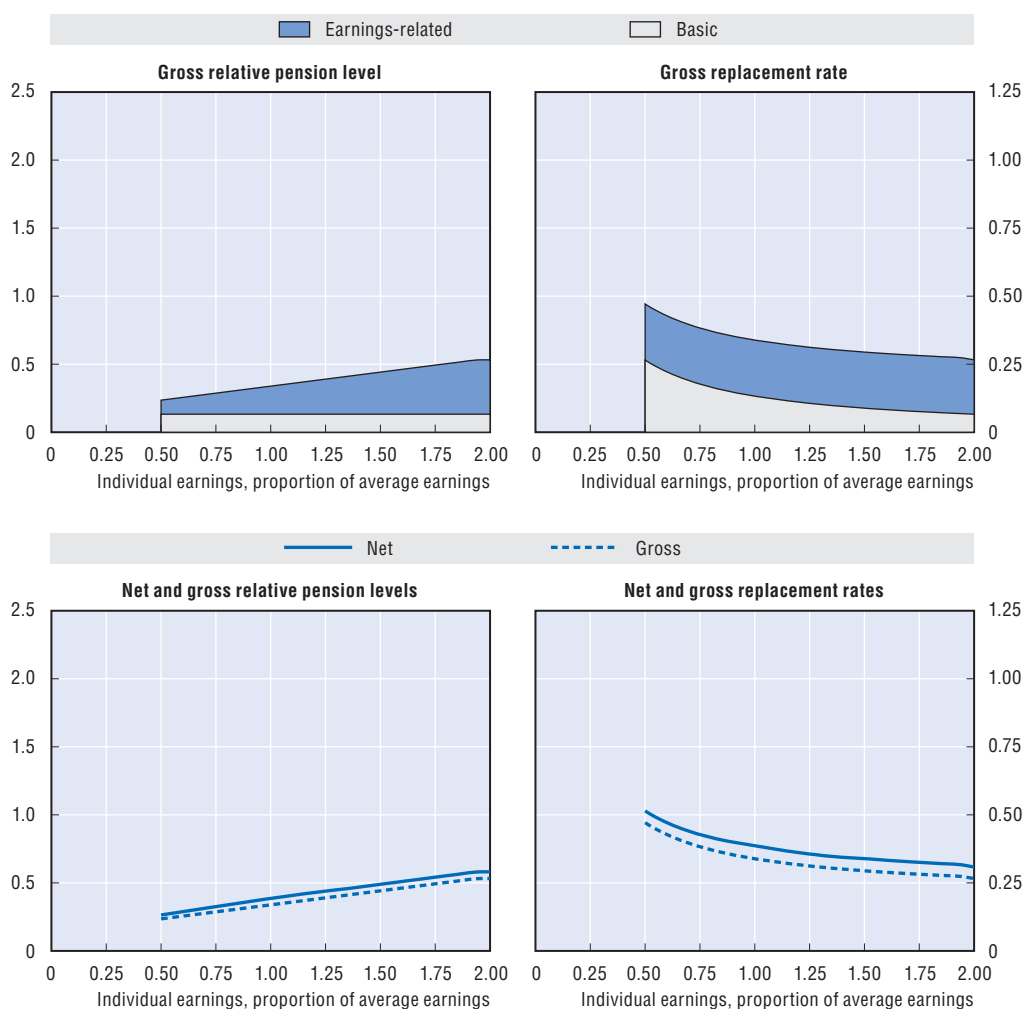 Earnings-related Basic
Gross relative pension level
2.5
2.0
1.5
1.0
0.5
0
0 0.25 0.50 0.75 1.00 1.25 1.50 1.75 2.00
Individual earnings, proportion of average earnings
Gross replacement rate
1.25
1.00
0.75
0.50
0.25
0
0 0.25 0.50 0.75 1.00 1.25 1.50 1.75 2.00
Individual earnings, proportion of average earnings
Net Gross
Net and gross relative pension levels
2.5
2.0
1.5
1.0
0.5
0
0 0.25 0.50 0.75 1.00 1.25 1.50 1.75 2.00
Individual earnings, proportion of average earnings
Net and gross replacement rates
1.25
1.00
0.75
0.50
0.25
0
0 0.25 0.50 0.75 1.00 1.25 1.50 1.75 2.00
Individual earnings, proportion of average earnings